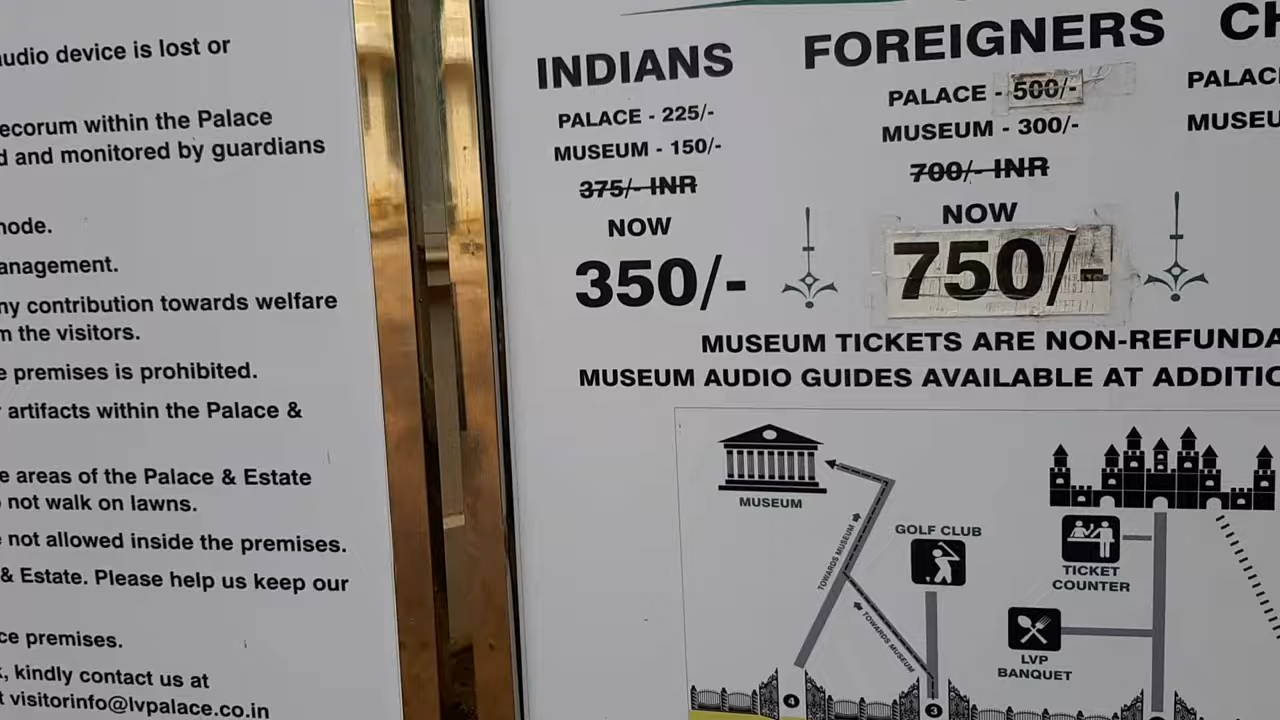 audio device is lost or
ecorum within the Palace
d and monitored by guardians
node.
anagement.
ny contribution towards welfare
m the visitors.
e premises is prohibited.
r artifacts within the Palace &
e areas of the Palace & Estate
not walk on lawns.
e not allowed inside the premises.
& Estate. Please help us keep our
ce premises.
, kindly contact us at
t visitorinfo@lvpalace.co.in
INDIANS
PALACE - 225/-
MUSEUM - 150/-
375/- INR
NOW
350/-
FOREIGNERS
PALACE - 500/-
MUSEUM - 300/-
700/- INR
NOW
750/-
CH
PALAC
MUSEU
MUSEUM TICKETS ARE NON-REFUNDA
MUSEUM AUDIO GUIDES AVAILABLE AT ADDITIO
MUSEUM
TOWARDS MUSEUM
GOLF CLUB
TOWARDS MUSEUM
TICKET
COUNTER
LVP
BANQUET
4
3